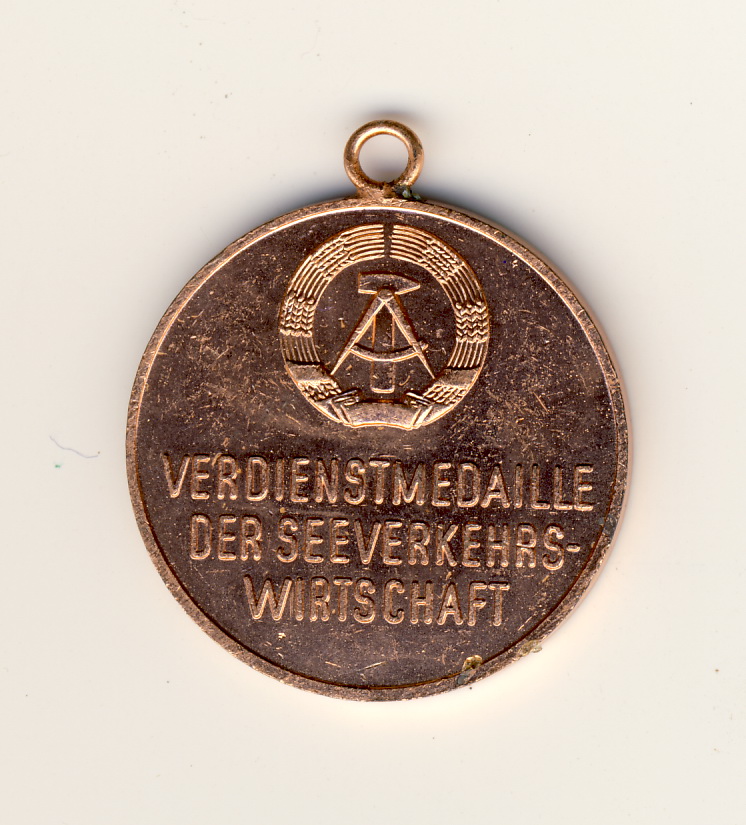 VERDIENSTMEDAILLE
DER SEEVERKEHRS-
WIRTSCHAFT